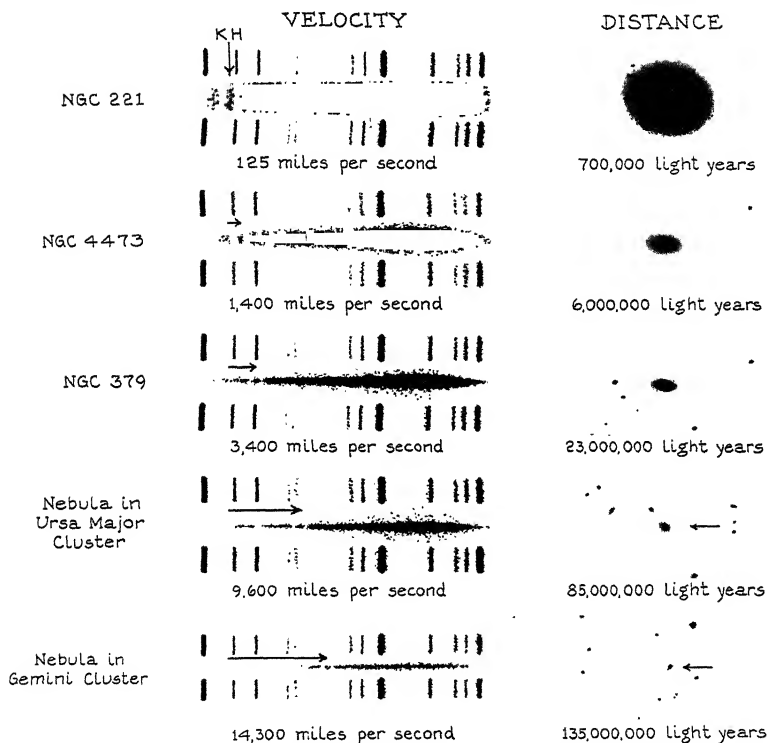 VELOCITY
DISTANCE
K H
NGC 221
125 miles per second
700,000 light years
NGC 4473
1,400 miles per second
6,000,000 light years
NGC 379
3,400 miles per second
23,000,000 light years
Nebula in
Ursa Major
Cluster
9,600 miles per second
85,000,000 light years
Nebula in
Gemini Cluster
14,300 miles per second
135,000,000 light years